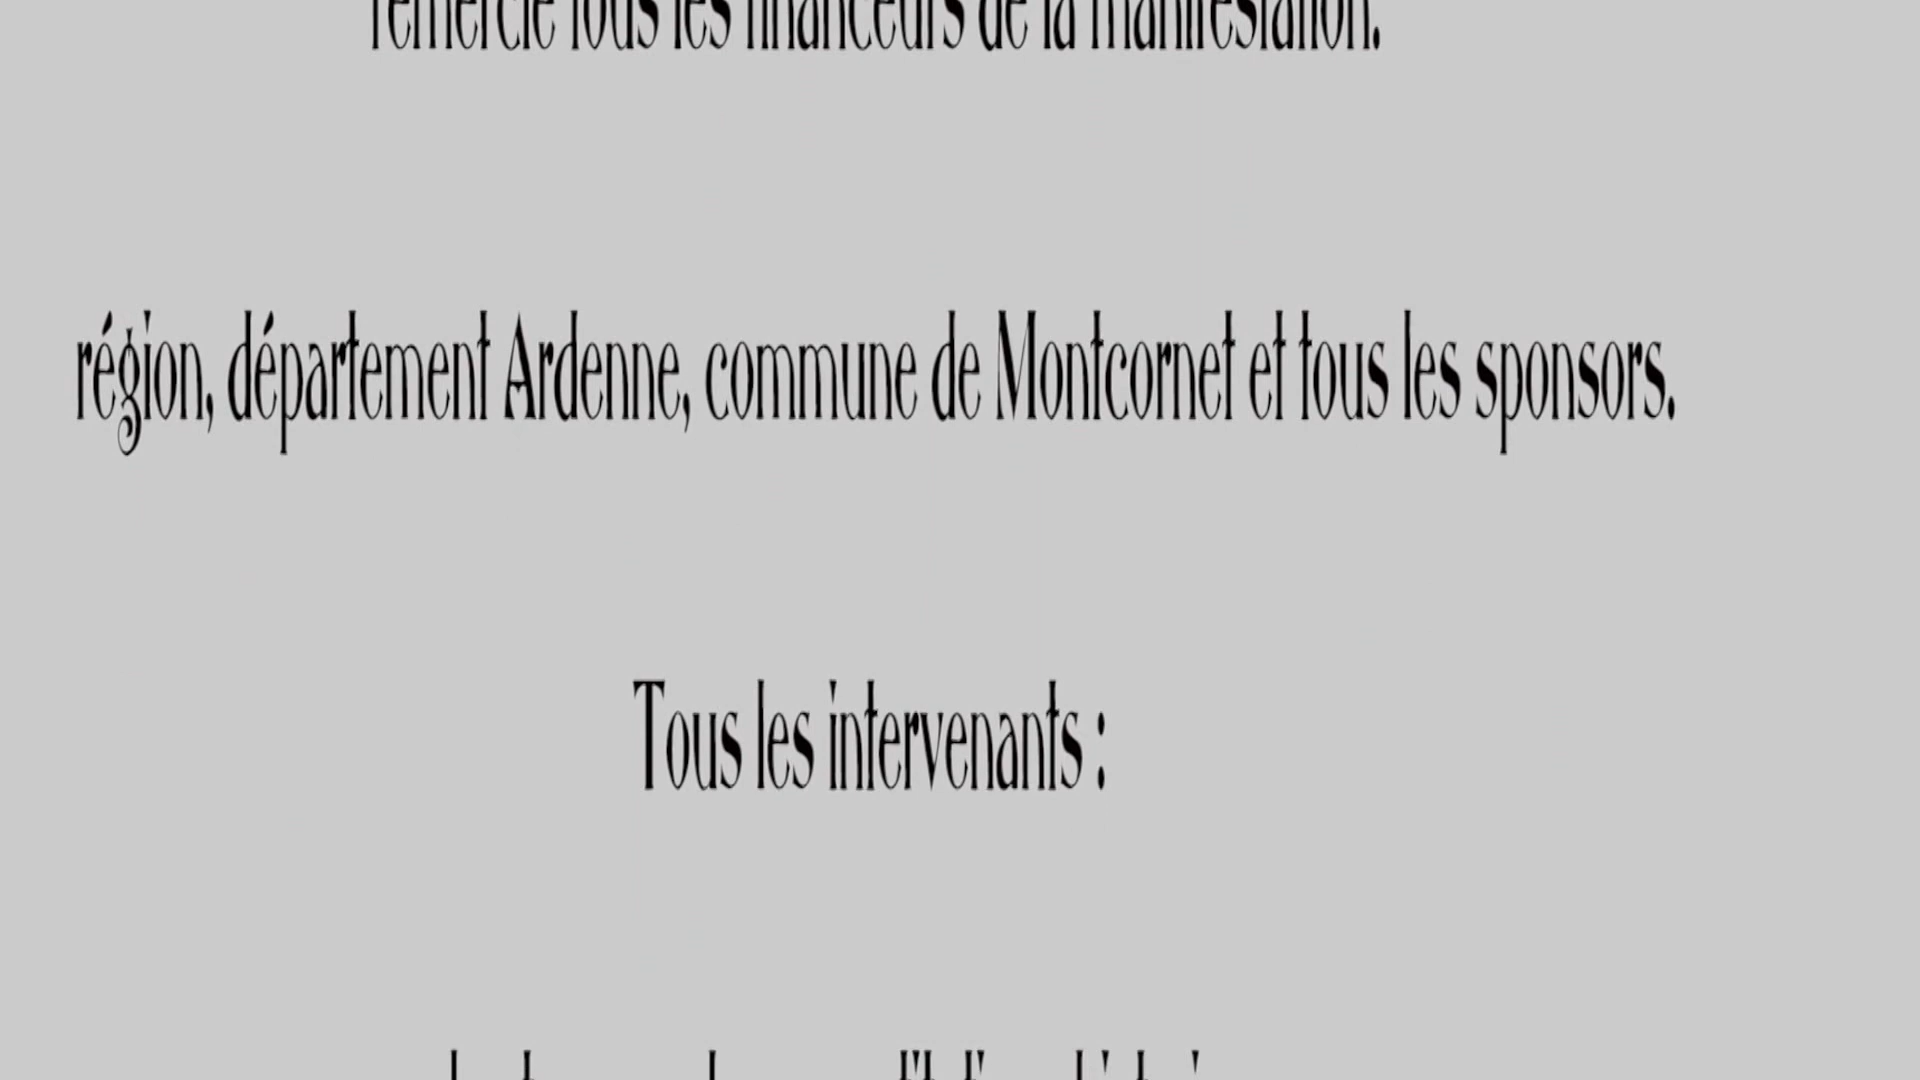 remercie tous les financeurs de la manifestation.
région, département Ardenne, commune de Montcornet et tous les sponsors.
Tous les intervenants :